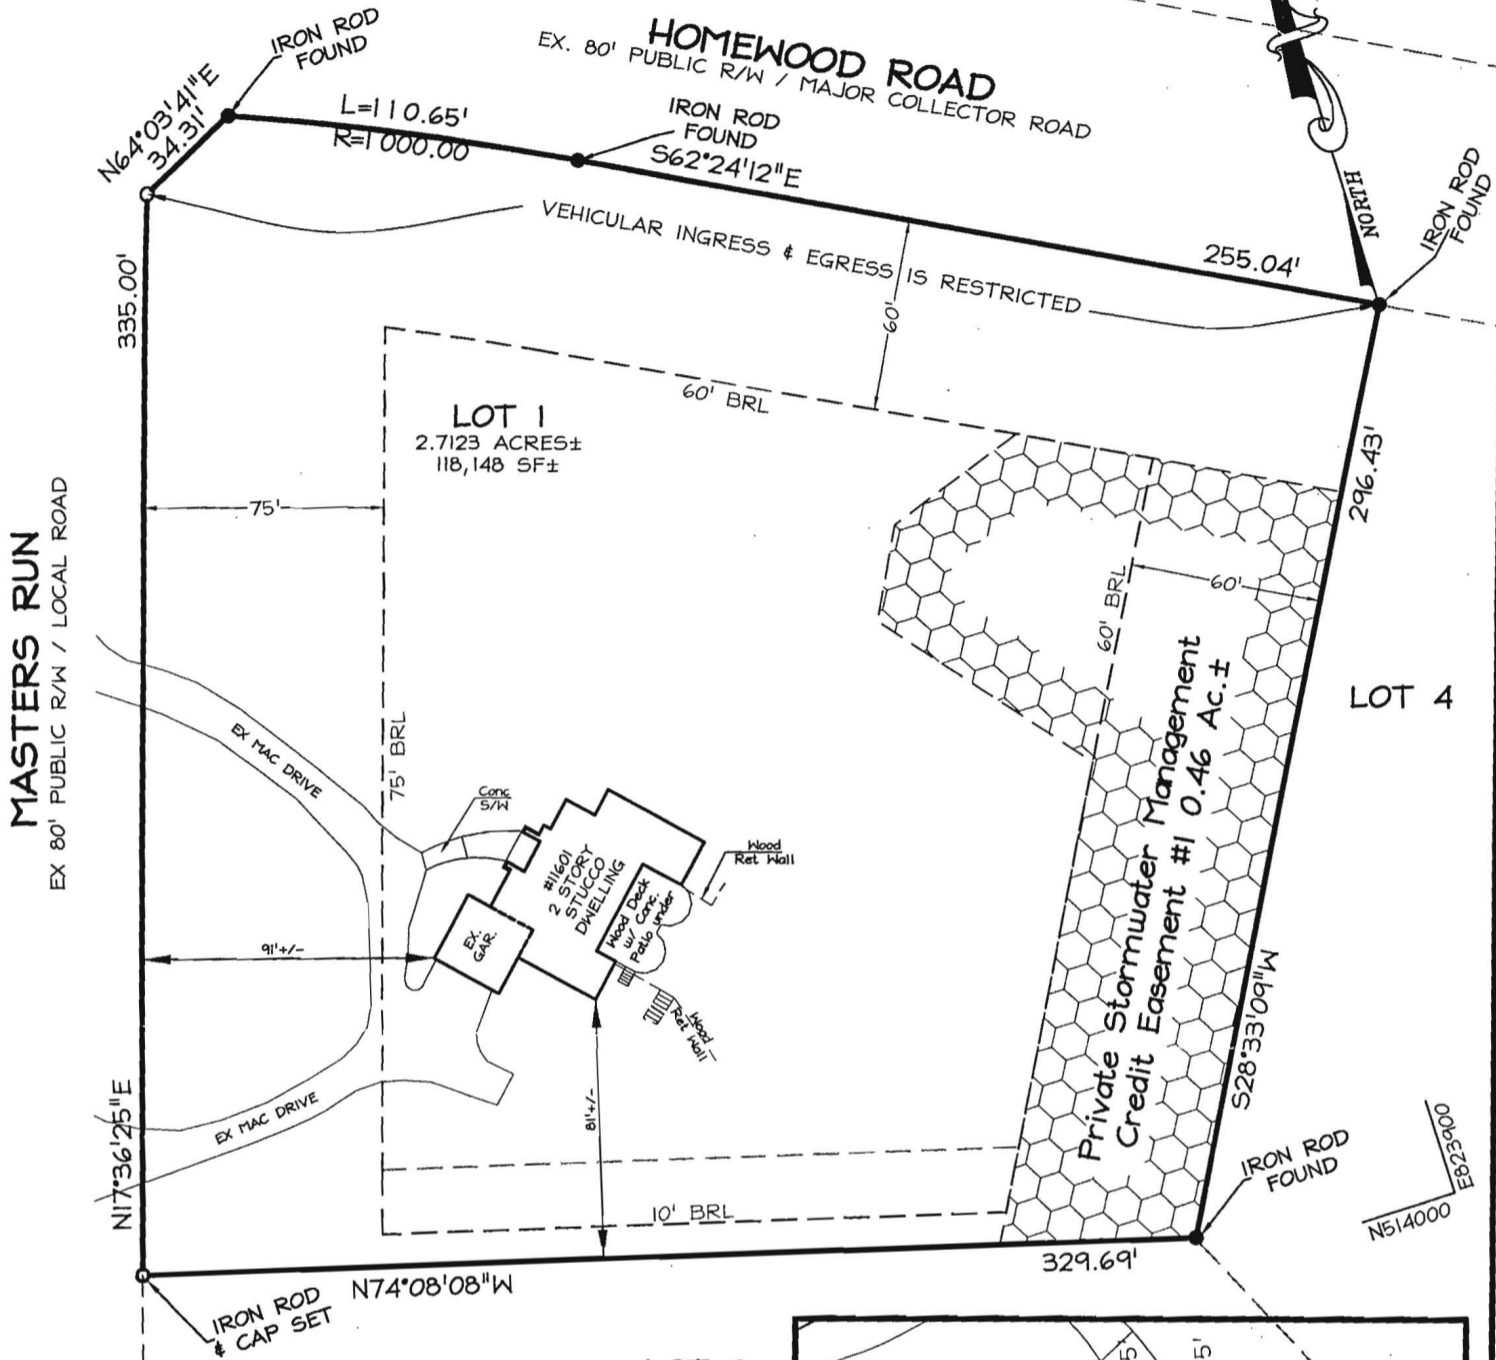 HOMEWOOD ROAD
EX. 80' PUBLIC R/W / MAJOR COLLECTOR ROAD
IRON ROD
FOUND
N64°03'41"E
34.31'
L=110.65'
R=1000.00
IRON ROD
FOUND
S62°24'12"E
255.04'
NORTH
IRON ROD
FOUND
VEHICULAR INGRESS & EGRESS IS RESTRICTED
335.00'
60'
60' BRL
LOT 1
2.7123 ACRES±
118,148 SF±
296.43'
75'
MASTERS RUN
EX 80' PUBLIC R/W / LOCAL ROAD
60'
60' BRL
LOT 4
75' BRL
EX MAC DRIVE
Conc
S/W
#11601
2 STORY
STUCCO
DWELLING
Wood
Ret Wall
Wood Deck
w/ Conc.
Patio under
EX.
GAR.
91'+/-
Wood
Ret Wall
81'+/-
Private Stormwater Management
Credit Easement #1 0.46 Ac.±
S28°33'09"W
N17°36'25"E
EX MAC DRIVE
10' BRL
IRON ROD
FOUND
E823900
N514000
329.69'
N74°08'08"W
IRON ROD
& CAP SET
5'
5'